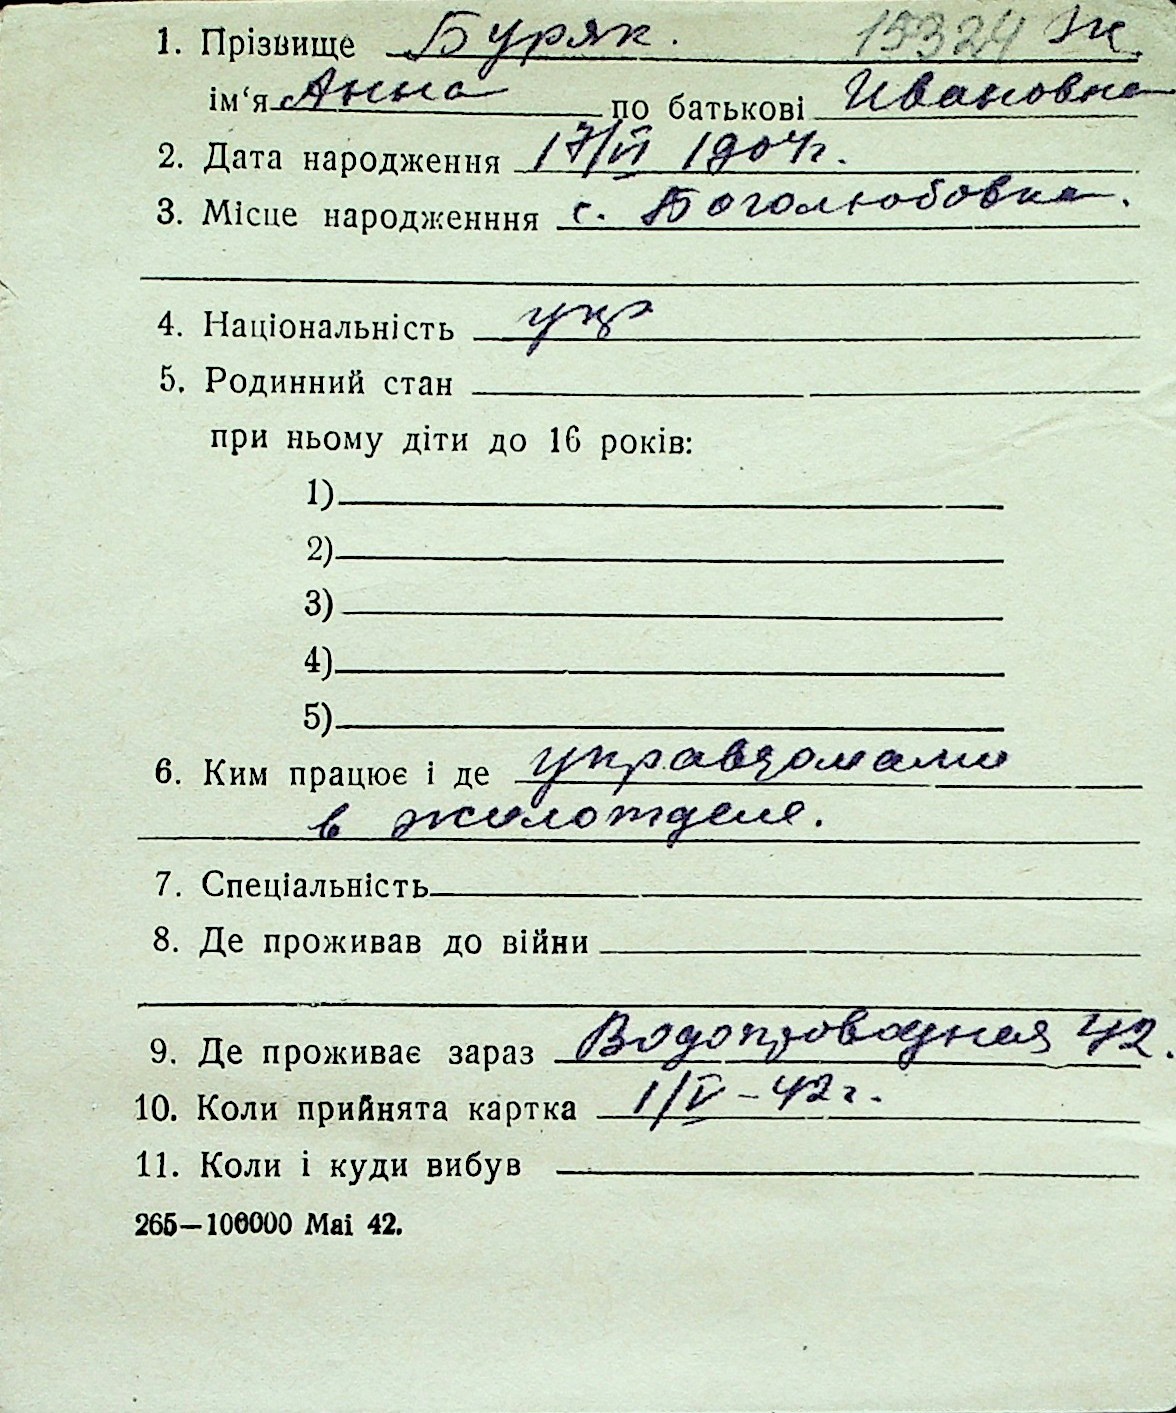 1. Прізвище Буряк. 15324 Ж.
ім‘я Анна по батькові Ивановна
2. Дата народження 17/VI 1904г.
3. Місце народженння с. Боголюбовка.
4. Національність укр
5. Родинний стан
при ньому діти до 16 років:
1)
2)
3)
4)
5)
6. Ким працює і де управдомами
в жилотделе.
7. Спеціальність
8. Де проживав до війни
9. Де проживає зараз Водопроводная 42.
10. Коли прийнята картка 1/V – 42 г.
11. Коли і куди вибув
265—100000 Mai 42.